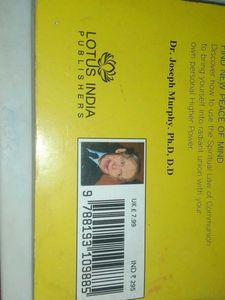 FIND NEW PEACE OF MIND
Discover how to use the Spiritual Law of Communion
to bring yourself into radiant union with your
own personal Higher Power
Dr. Joseph Murphy. Ph.D, D.D
LOTUS INDIA
PUBLISHERS
UK £ 7.99
IND ₹ 295
9 788193 109885